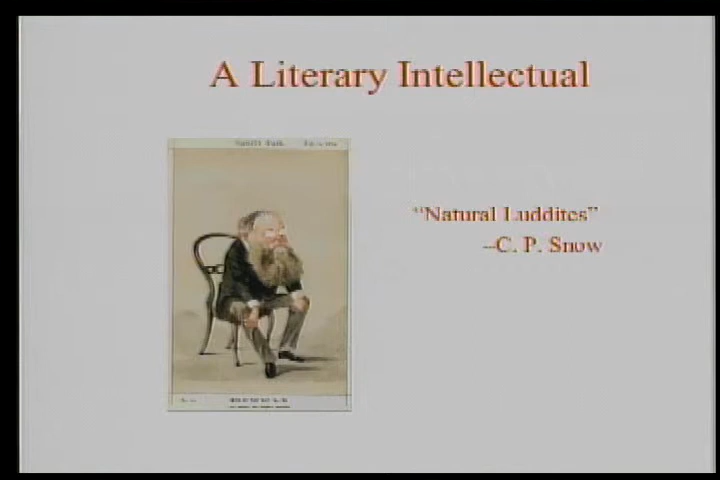 A Literary Intellectual
“Natural Luddites”
--C. P. Snow